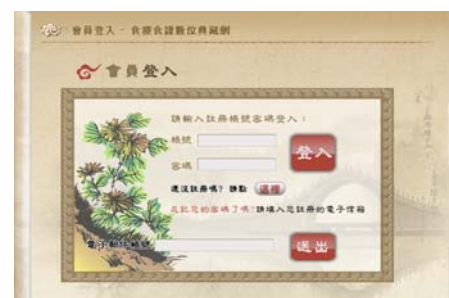 會員登入 - 食療食譜數位典藏網
會員登入
請輸入註冊帳號密碼登入：
帳號
密碼
登入
還沒註冊嗎? 請點 這裡
忘記您的密碼了嗎?請填入您註冊的電子信箱
電子郵件帳號:
送出